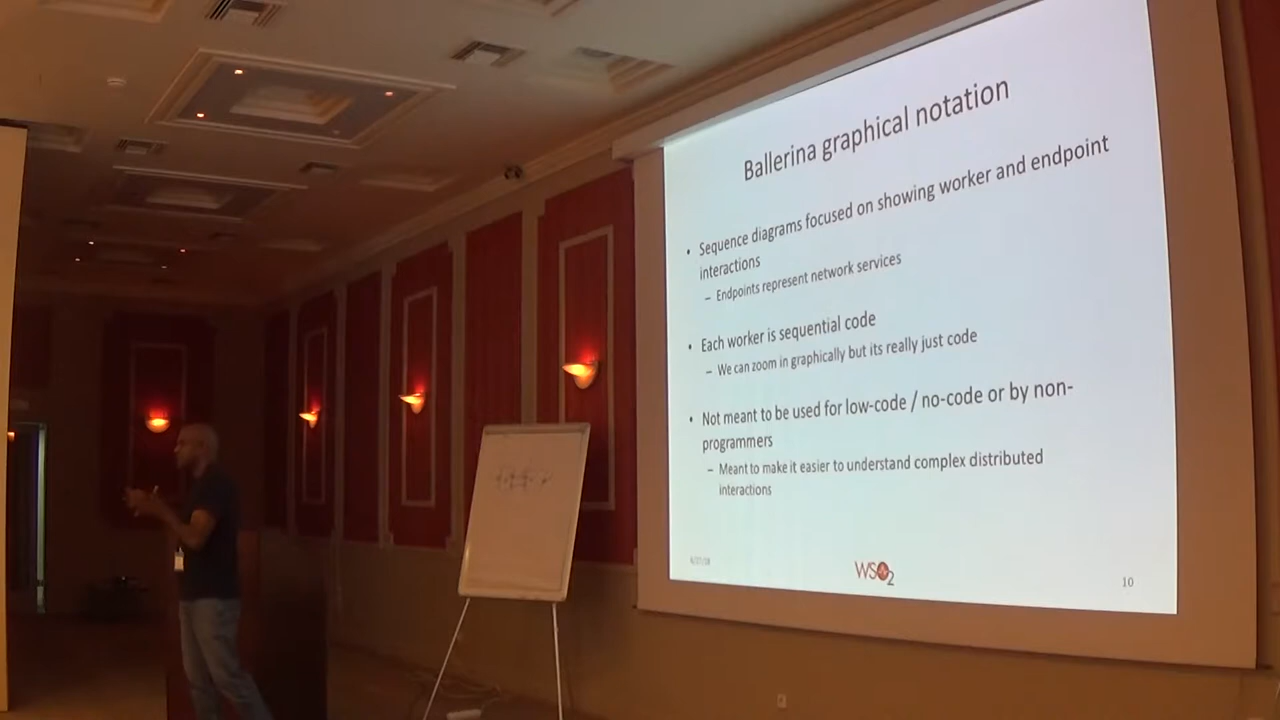 Ballerina graphical notation
• Sequence diagrams focused on showing worker and endpoint
interactions
– Endpoints represent network services
• Each worker is sequential code
– We can zoom in graphically but its really just code
• Not meant to be used for low-code / no-code or by non-
programmers
– Meant to make it easier to understand complex distributed
interactions
WSO2
10